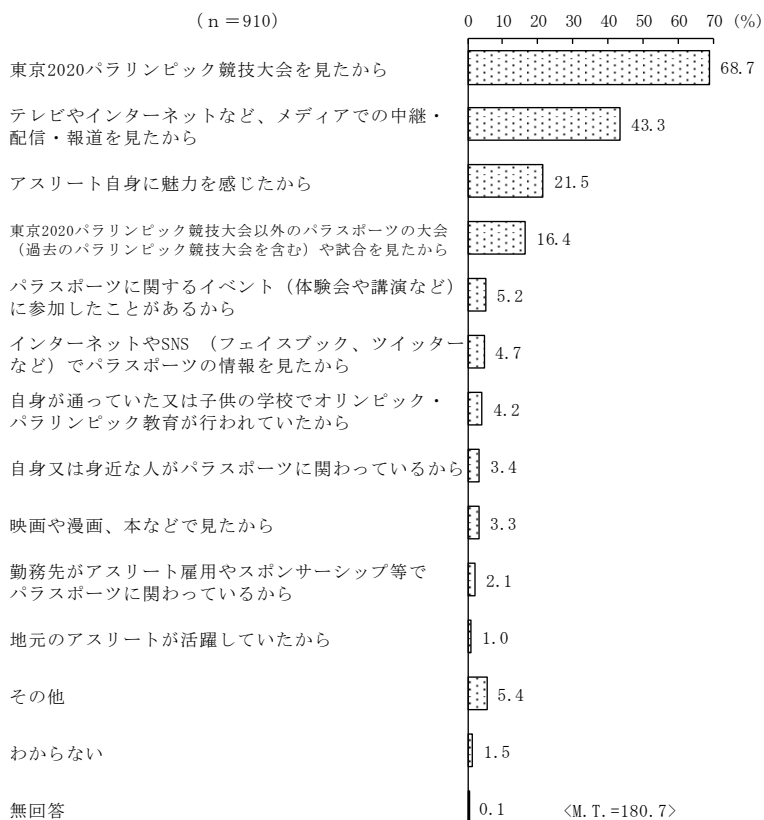 (n=910)
0 10 20 30 40 50 60 70 (%)
東京2020パラリンピック競技大会を見たから
68.7
テレビやインターネットなど、メディアでの中継・
配信・報道を見たから
43.3
アスリート自身に魅力を感じたから
21.5
東京2020パラリンピック競技大会以外のパラスポーツの大会
（過去のパラリンピック競技大会を含む）や試合を見たから
16.4
パラスポーツに関するイベント（体験会や講演など）
に参加したことがあるから
5.2
インターネットやSNS （フェイスブック、ツイッター
など）でパラスポーツの情報を見たから
4.7
自身が通っていた又は子供の学校でオリンピック・
パラリンピック教育が行われていたから
4.2
自身又は身近な人がパラスポーツに関わっているから
3.4
映画や漫画、本などで見たから
3.3
勤務先がアスリート雇用やスポンサーシップ等で
パラスポーツに関わっているから
2.1
地元のアスリートが活躍していたから
1.0
その他
5.4
わからない
1.5
無回答
0.1
<M.T.=180.7>